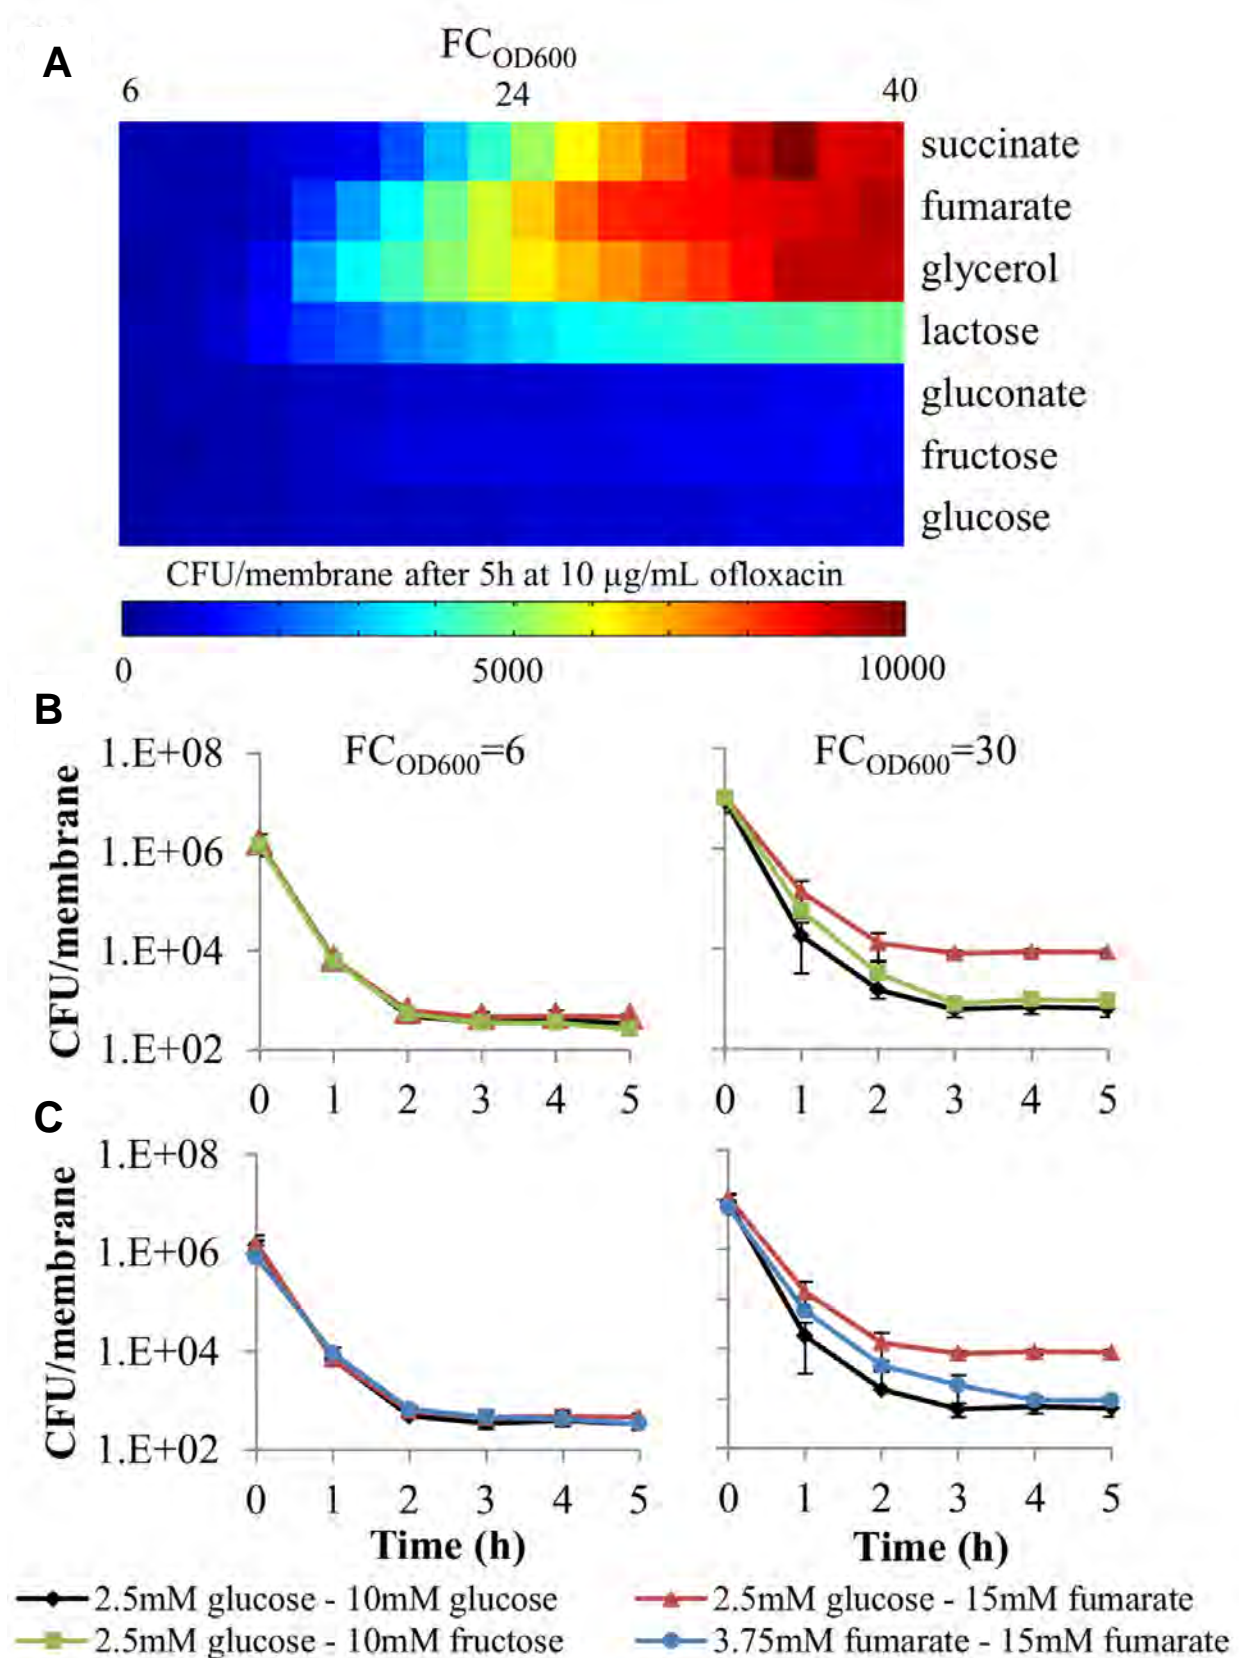 A
FCOD600
6 24 40
succinate
fumarate
glycerol
lactose
gluconate
fructose
glucose
CFU/membrane after 5h at 10 µg/mL ofloxacin
0 5000 10000
B
FCOD600=6 FCOD600=30
CFU/membrane
1.E+08
1.E+06
1.E+04
1.E+02
0 1 2 3 4 5 0 1 2 3 4 5
C
CFU/membrane
1.E+08
1.E+06
1.E+04
1.E+02
0 1 2 3 4 5 0 1 2 3 4 5
Time (h) Time (h)
2.5mM glucose - 10mM glucose 2.5mM glucose - 15mM fumarate
2.5mM glucose - 10mM fructose 3.75mM fumarate - 15mM fumarate